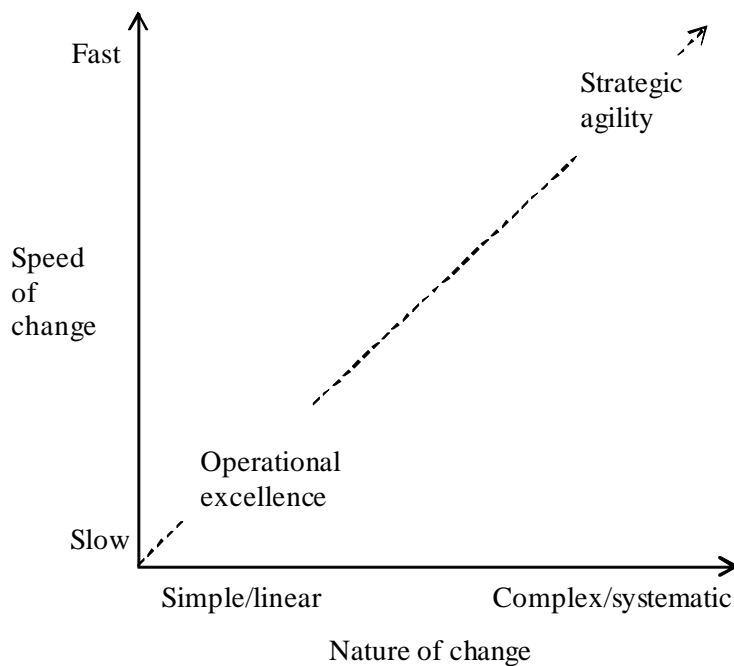 Fast
Strategic
agility
Speed
of
change
Operational
excellence
Slow
Simple/linear
Complex/systematic
Nature of change